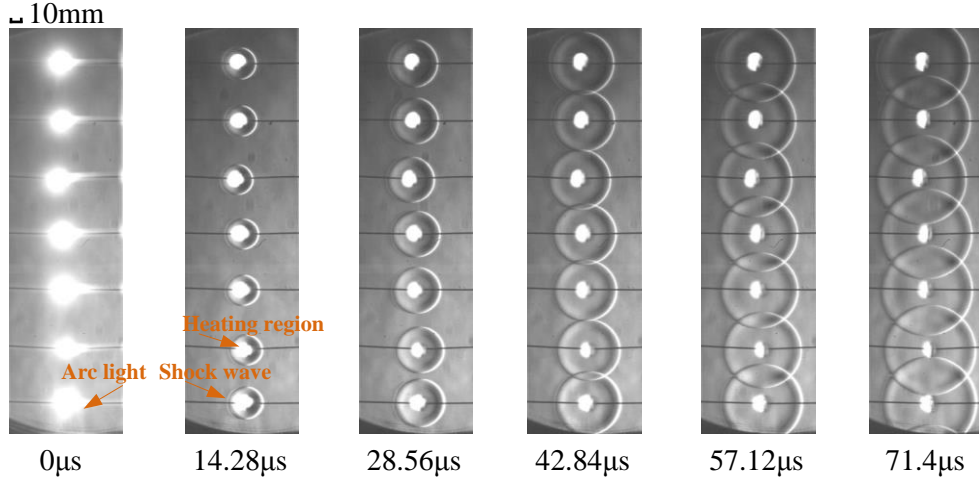 10mm
Heating region
Arc light Shock wave
0μs 14.28μs 28.56μs 42.84μs 57.12μs 71.4μs